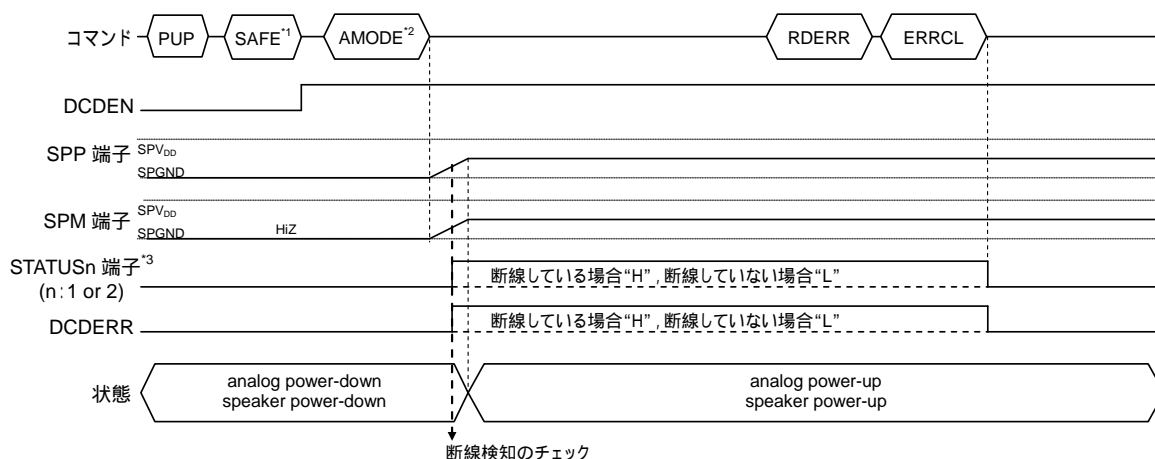 コマンド PUP SAFE*1 AMODE*2 RDERR ERRCL
DCDEN
SPP 端子 SPVDD
SPGND
SPM 端子 SPVDD
SPGND HiZ
STATUSn 端子*3
(n:1 or 2)
断線している場合“H”, 断線していない場合“L”
DCDERR 断線している場合“H”, 断線していない場合“L”
状態
analog power-down
speaker power-down
analog power-up
speaker power-up
断線検知のチェック